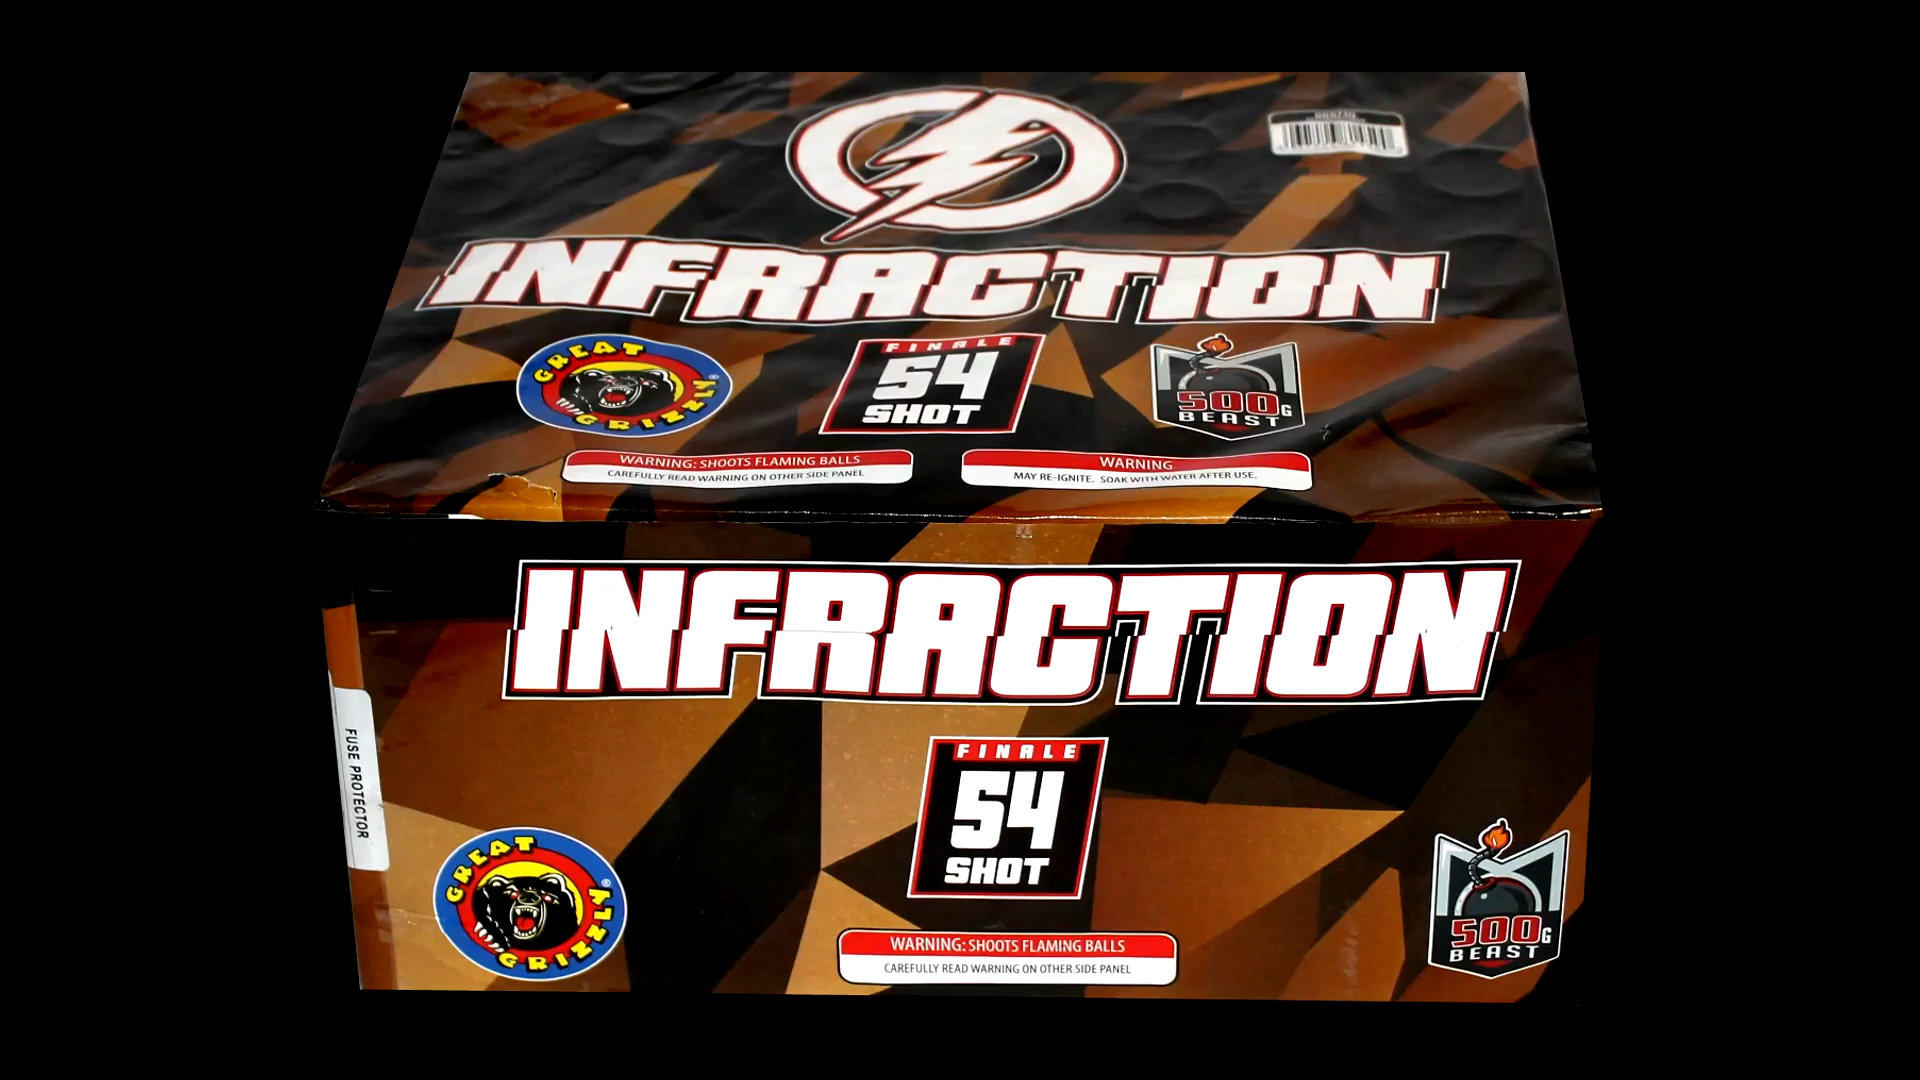 INFRACTION
GREAT
GRIZZLY
®
FINALE
54
SHOT
500G
BEAST
WARNING: SHOOTS FLAMING BALLS
CAREFULLY READ WARNING ON OTHER SIDE PANEL
WARNING
MAY RE-IGNITE. SOAK WITH WATER AFTER USE.
INFRACTION
FUSE PROTECTOR
FINALE
54
SHOT
GREAT
GRIZZLY
®
500G
BEAST
WARNING: SHOOTS FLAMING BALLS
CAREFULLY READ WARNING ON OTHER SIDE PANEL